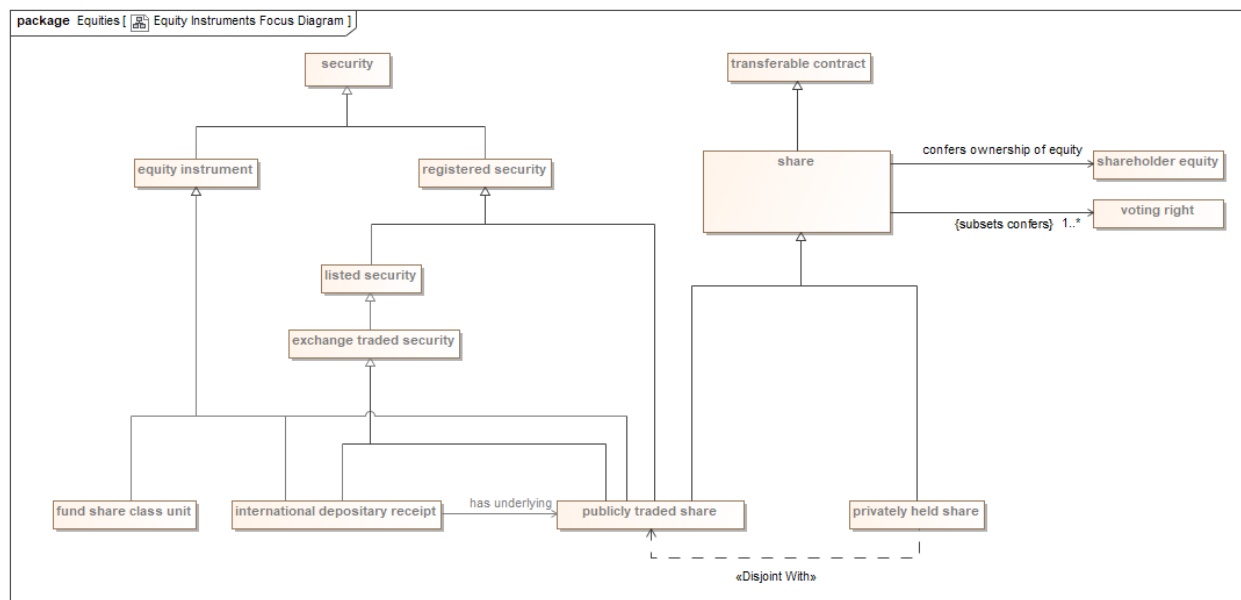 package Equities [ Equity Instruments Focus Diagram ]
security
transferable contract
equity instrument
registered security
share
confers ownership of equity
shareholder equity
voting right
{subsets confers} 1..*
listed security
exchange traded security
fund share class unit
international depositary receipt
has underlying
publicly traded share
privately held share
«Disjoint With»